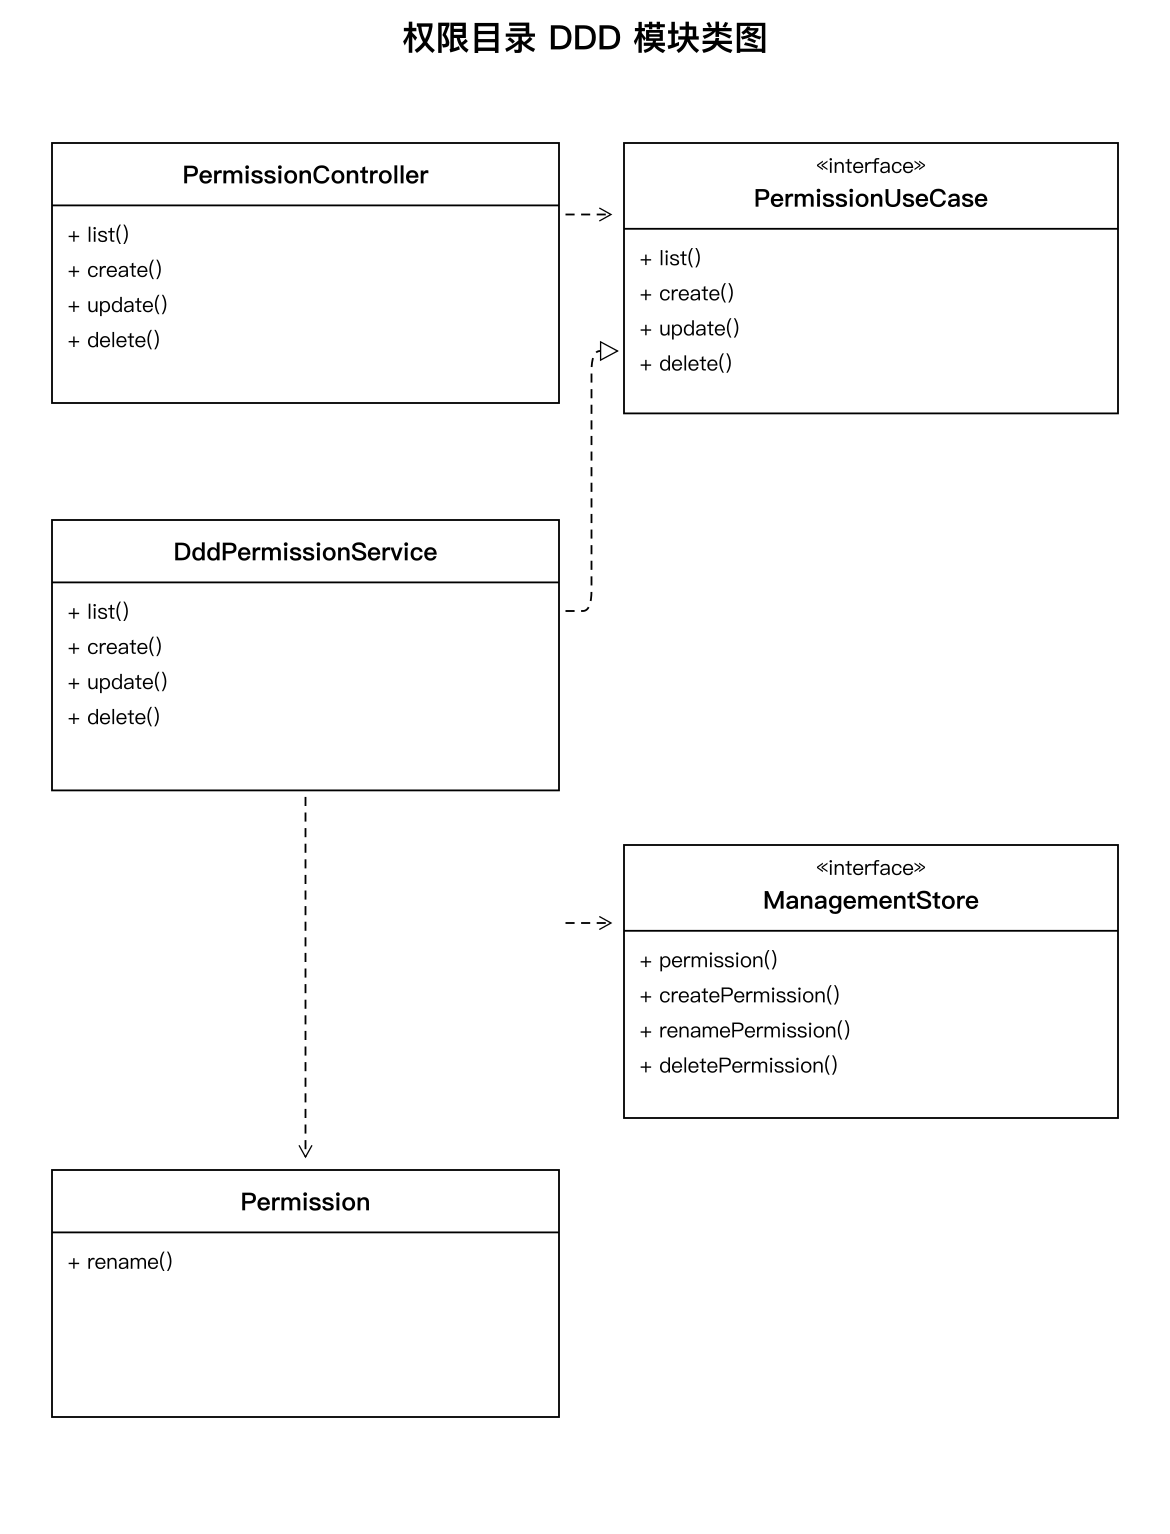 权限目录 DDD 模块类图
PermissionController
+ list()
+ create()
+ update()
+ delete()
«interface»
PermissionUseCase
+ list()
+ create()
+ update()
+ delete()
DddPermissionService
+ list()
+ create()
+ update()
+ delete()
«interface»
ManagementStore
+ permission()
+ createPermission()
+ renamePermission()
+ deletePermission()
Permission
+ rename()